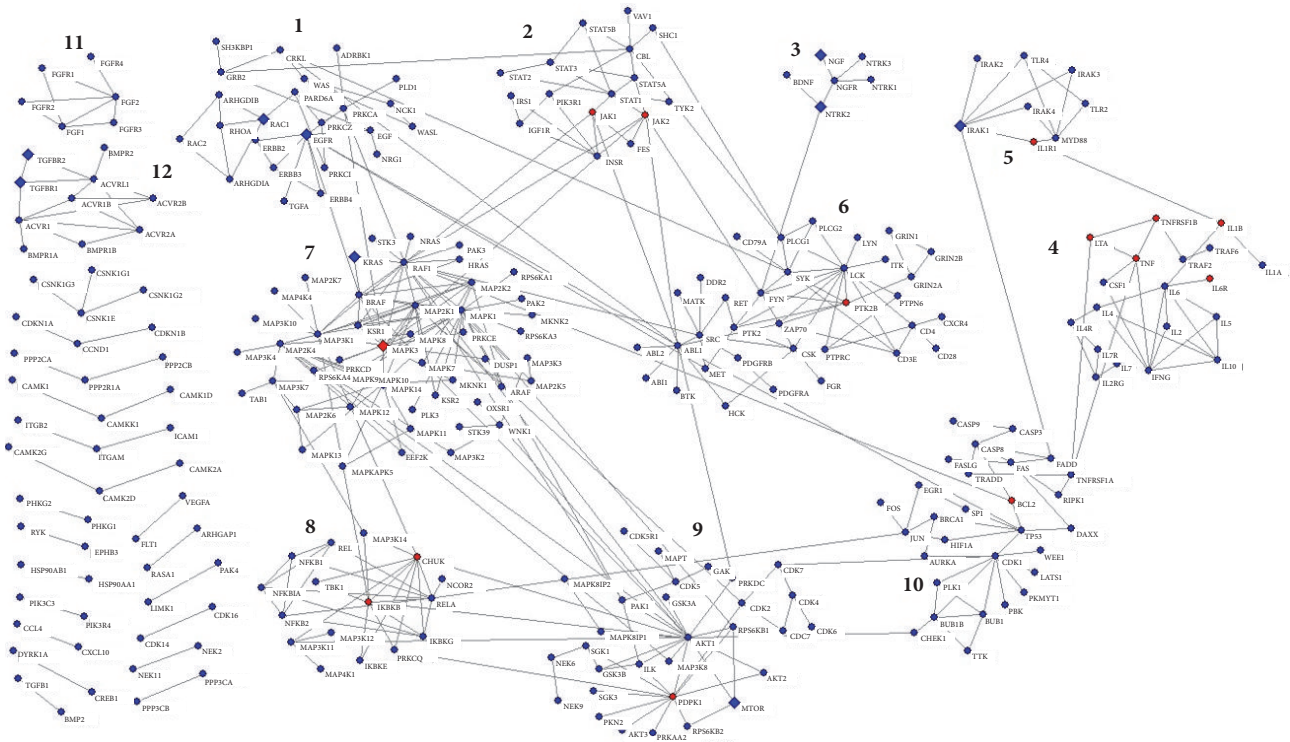 11
FGFR4
FGFR1
FGF2
FGFR2
FGF1
FGFR3
TGFBR2
BMPR2
12
TGFBR1
ACVRL1
ACVR1B
ACVR2B
ACVR1
ACVR2A
BMPR1B
BMPR1A
CSNK1G1
CSNK1G3
CSNK1G2
CSNK1E
CDKN1A
CDKN1B
CCND1
PPP2CA
PPP2CB
PPP2R1A
CAMK1
CAMK1D
CAMKK1
ITGB2
ICAM1
ITGAM
CAMK2G
CAMK2A
CAMK2D
PHKG2
VEGFA
PHKG1
RYK
ARHGAP1
FLT1
EPHB3
HSP90AB1
RASA1
PAK4
HSP90AA1
PIK3C3
LIMK1
CDK16
PIK3R4
CCL4
CDK14
NEK2
CXCL10
DYRK1A
NEK11
PPP3CA
TGFB1
CREB1
PPP3CB
BMP2
1
SH3KBP1
CRKL
ADRBK1
GRB2
WAS
PLD1
ARHGDIB
PARD6A
PRKCA
NCK1
RHOA
RAC1
PRKCZ
EGF
WASL
RAC2
ERBB2
EGFR
NRG1
ERBB3
PRKCI
ARHGDIA
TGFA
ERBB4
2
VAV1
STAT5B
SHC1
CBL
STAT3
STAT2
STAT5A
IRS1
PIK3R1
STAT1
TYK2
IGF1R
JAK1
JAK2
FES
INSR
3
NGF
NTRK3
BDNF
NGFR
NTRK1
NTRK2
IRAK2
TLR4
IRAK3
IRAK4
TLR2
IRAK1
IL1R1
MYD88
5
4
TNFRSF1B
IL1B
LTA
TNF
TRAF6
TRAF2
IL1A
CSF1
IL6
IL6R
IL4
IL5
IL4R
IL2
IL7R
IL7
IL10
IL2RG
IFNG
6
PLCG2
CD79A
PLCG1
LYN
GRIN1
LCK
ITK
GRIN2B
SYK
GRIN2A
DDR2
FYN
PTPN6
MATK
RET
PTK2B
PTK2
ZAP70
CD4
CXCR4
SRC
CSK
PTPRC
CD3E
CD28
ABL2
ABL1
MET
PDGFRB
FGR
ABI1
PDGFRA
BTK
HCK
7
STK3
NRAS
PAK3
KRAS
RAF1
HRAS
MAP2K7
MAP2K2
RPS6KA1
MAP4K4
BRAF
MAP2K1
PAK2
MAPK1
MAP3K10
KSR1
MKNK2
MAP3K1
MAPK8
PRKCE
RPS6KA3
MAP3K4
MAP2K4
MAPK3
PRKCD
MAPK7
DUSP1
MAP3K3
RPS6KA4
MAPK9
MAPK10
MKNK1
MAP2K5
MAP3K7
MAPK14
ARAF
TAB1
KSR2
OXSR1
MAP2K6
MAPK12
PLK3
MAPK11
STK39
WNK1
MAPK13
EEF2K
MAP3K2
MAPKAPK5
8
REL
MAP3K14
NFKB1
CHUK
TBK1
NCOR2
NFKBIA
IKBKB
RELA
NFKB2
MAP3K12
IKBKG
MAP3K11
PRKCQ
IKBKE
MAP4K1
9
CDK5R1
MAPT
GAK
CDK7
MAPK8IP2
CDK5
PRKDC
GSK3A
PAK1
CDK2
CDK4
RPS6KB1
MAPK8IP1
AKT1
CDC7
CDK6
SGK1
NEK6
GSK3B
ILK
MAP3K8
AKT2
SGK3
PDPK1
NEK9
MTOR
PKN2
AKT3
RPS6KB2
PRKAA2
CASP9
CASP3
CASP8
FADD
FASLG
FAS
TRADD
TNFRSF1A
RIPK1
EGR1
BCL2
FOS
SP1
BRCA1
JUN
TP53
DAXX
HIF1A
AURKA
CDK1
WEE1
10
PLK1
LATS1
PKMYT1
PBK
BUB1B
BUB1
CHEK1
TTK